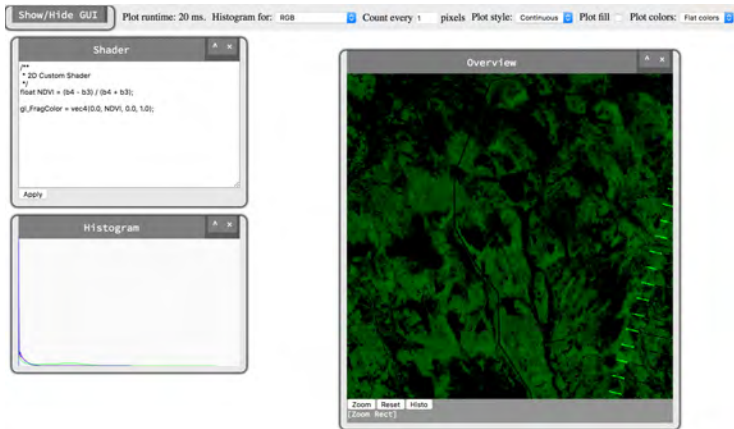 Show/Hide GUI Plot runtime: 20 ms. Histogram for: RGB Count every 1 pixels Plot style: Continuous Plot fill Plot colors: Flat colors
Shader ^ ×
/**
* 2D Custom Shader
*/
float NDVI = (b4 - b3) / (b4 + b3);
gl_FragColor = vec4(0.0, NDVI, 0.0, 1.0);
Apply
Histogram ^ ×
Overview ^ ×
Zoom Reset Histo
[Zoom Rect]